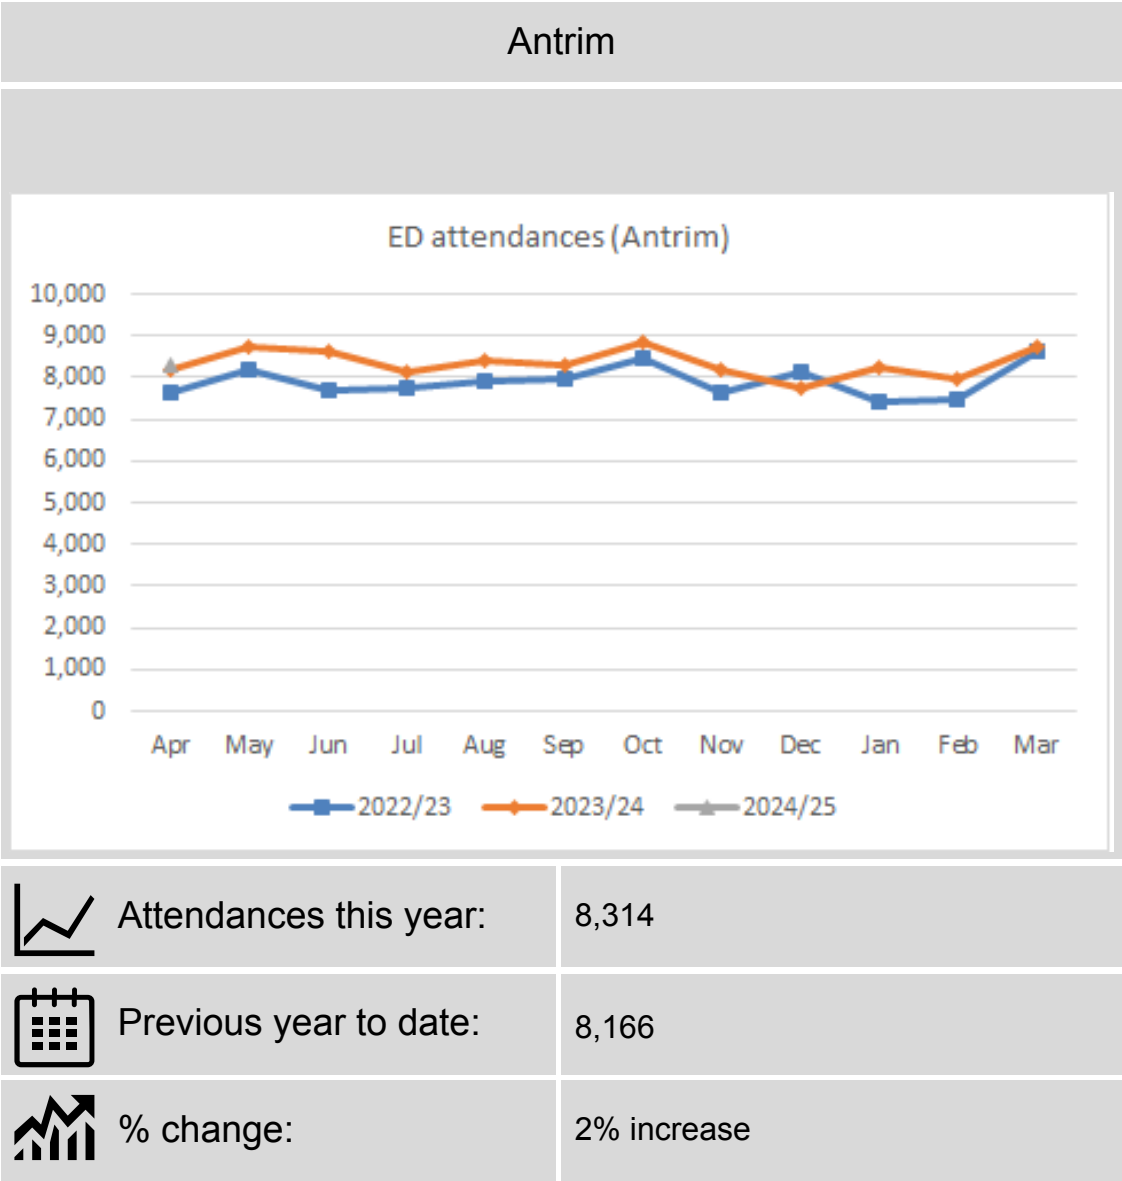 Antrim
ED attendances (Antrim)
10,000
9,000
8,000
7,000
6,000
5,000
4,000
3,000
2,000
1,000
0
Apr May Jun Jul Aug Sep Oct Nov Dec Jan Feb Mar
2022/23 2023/24 2024/25
Attendances this year: 8,314
Previous year to date: 8,166
% change: 2% increase